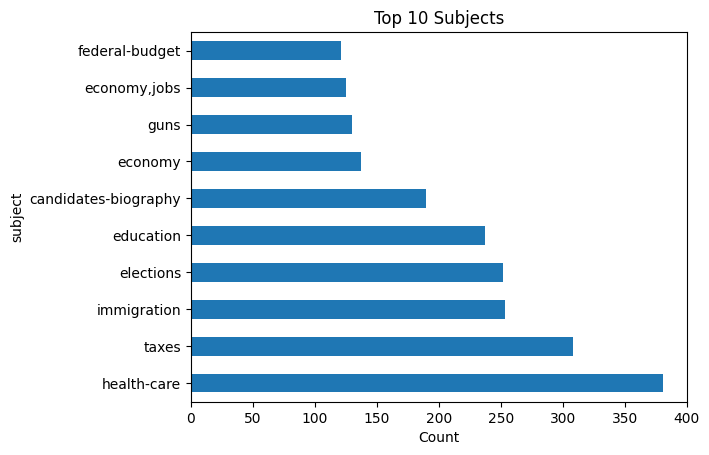 Top 10 Subjects
federal-budget
economy,jobs
guns
economy
candidates-biography
education
elections
immigration
taxes
health-care
subject
0 50 100 150 200 250 300 350 400
Count